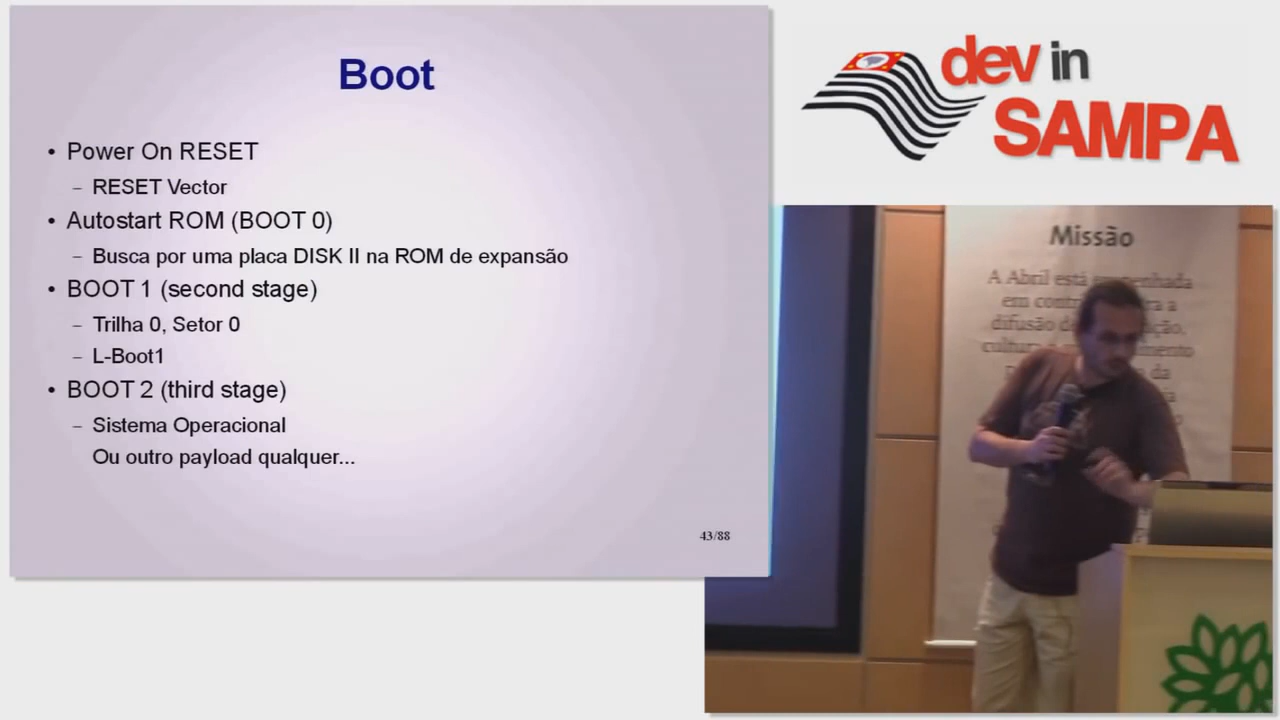 Boot
• Power On RESET
– RESET Vector
• Autostart ROM (BOOT 0)
– Busca por uma placa DISK II na ROM de expansão
• BOOT 1 (second stage)
– Trilha 0, Setor 0
– L-Boot1
• BOOT 2 (third stage)
– Sistema Operacional
Ou outro payload qualquer...
43/88
dev in
SAMPA
Missão
A Abril está
em
difusão
cultura
da